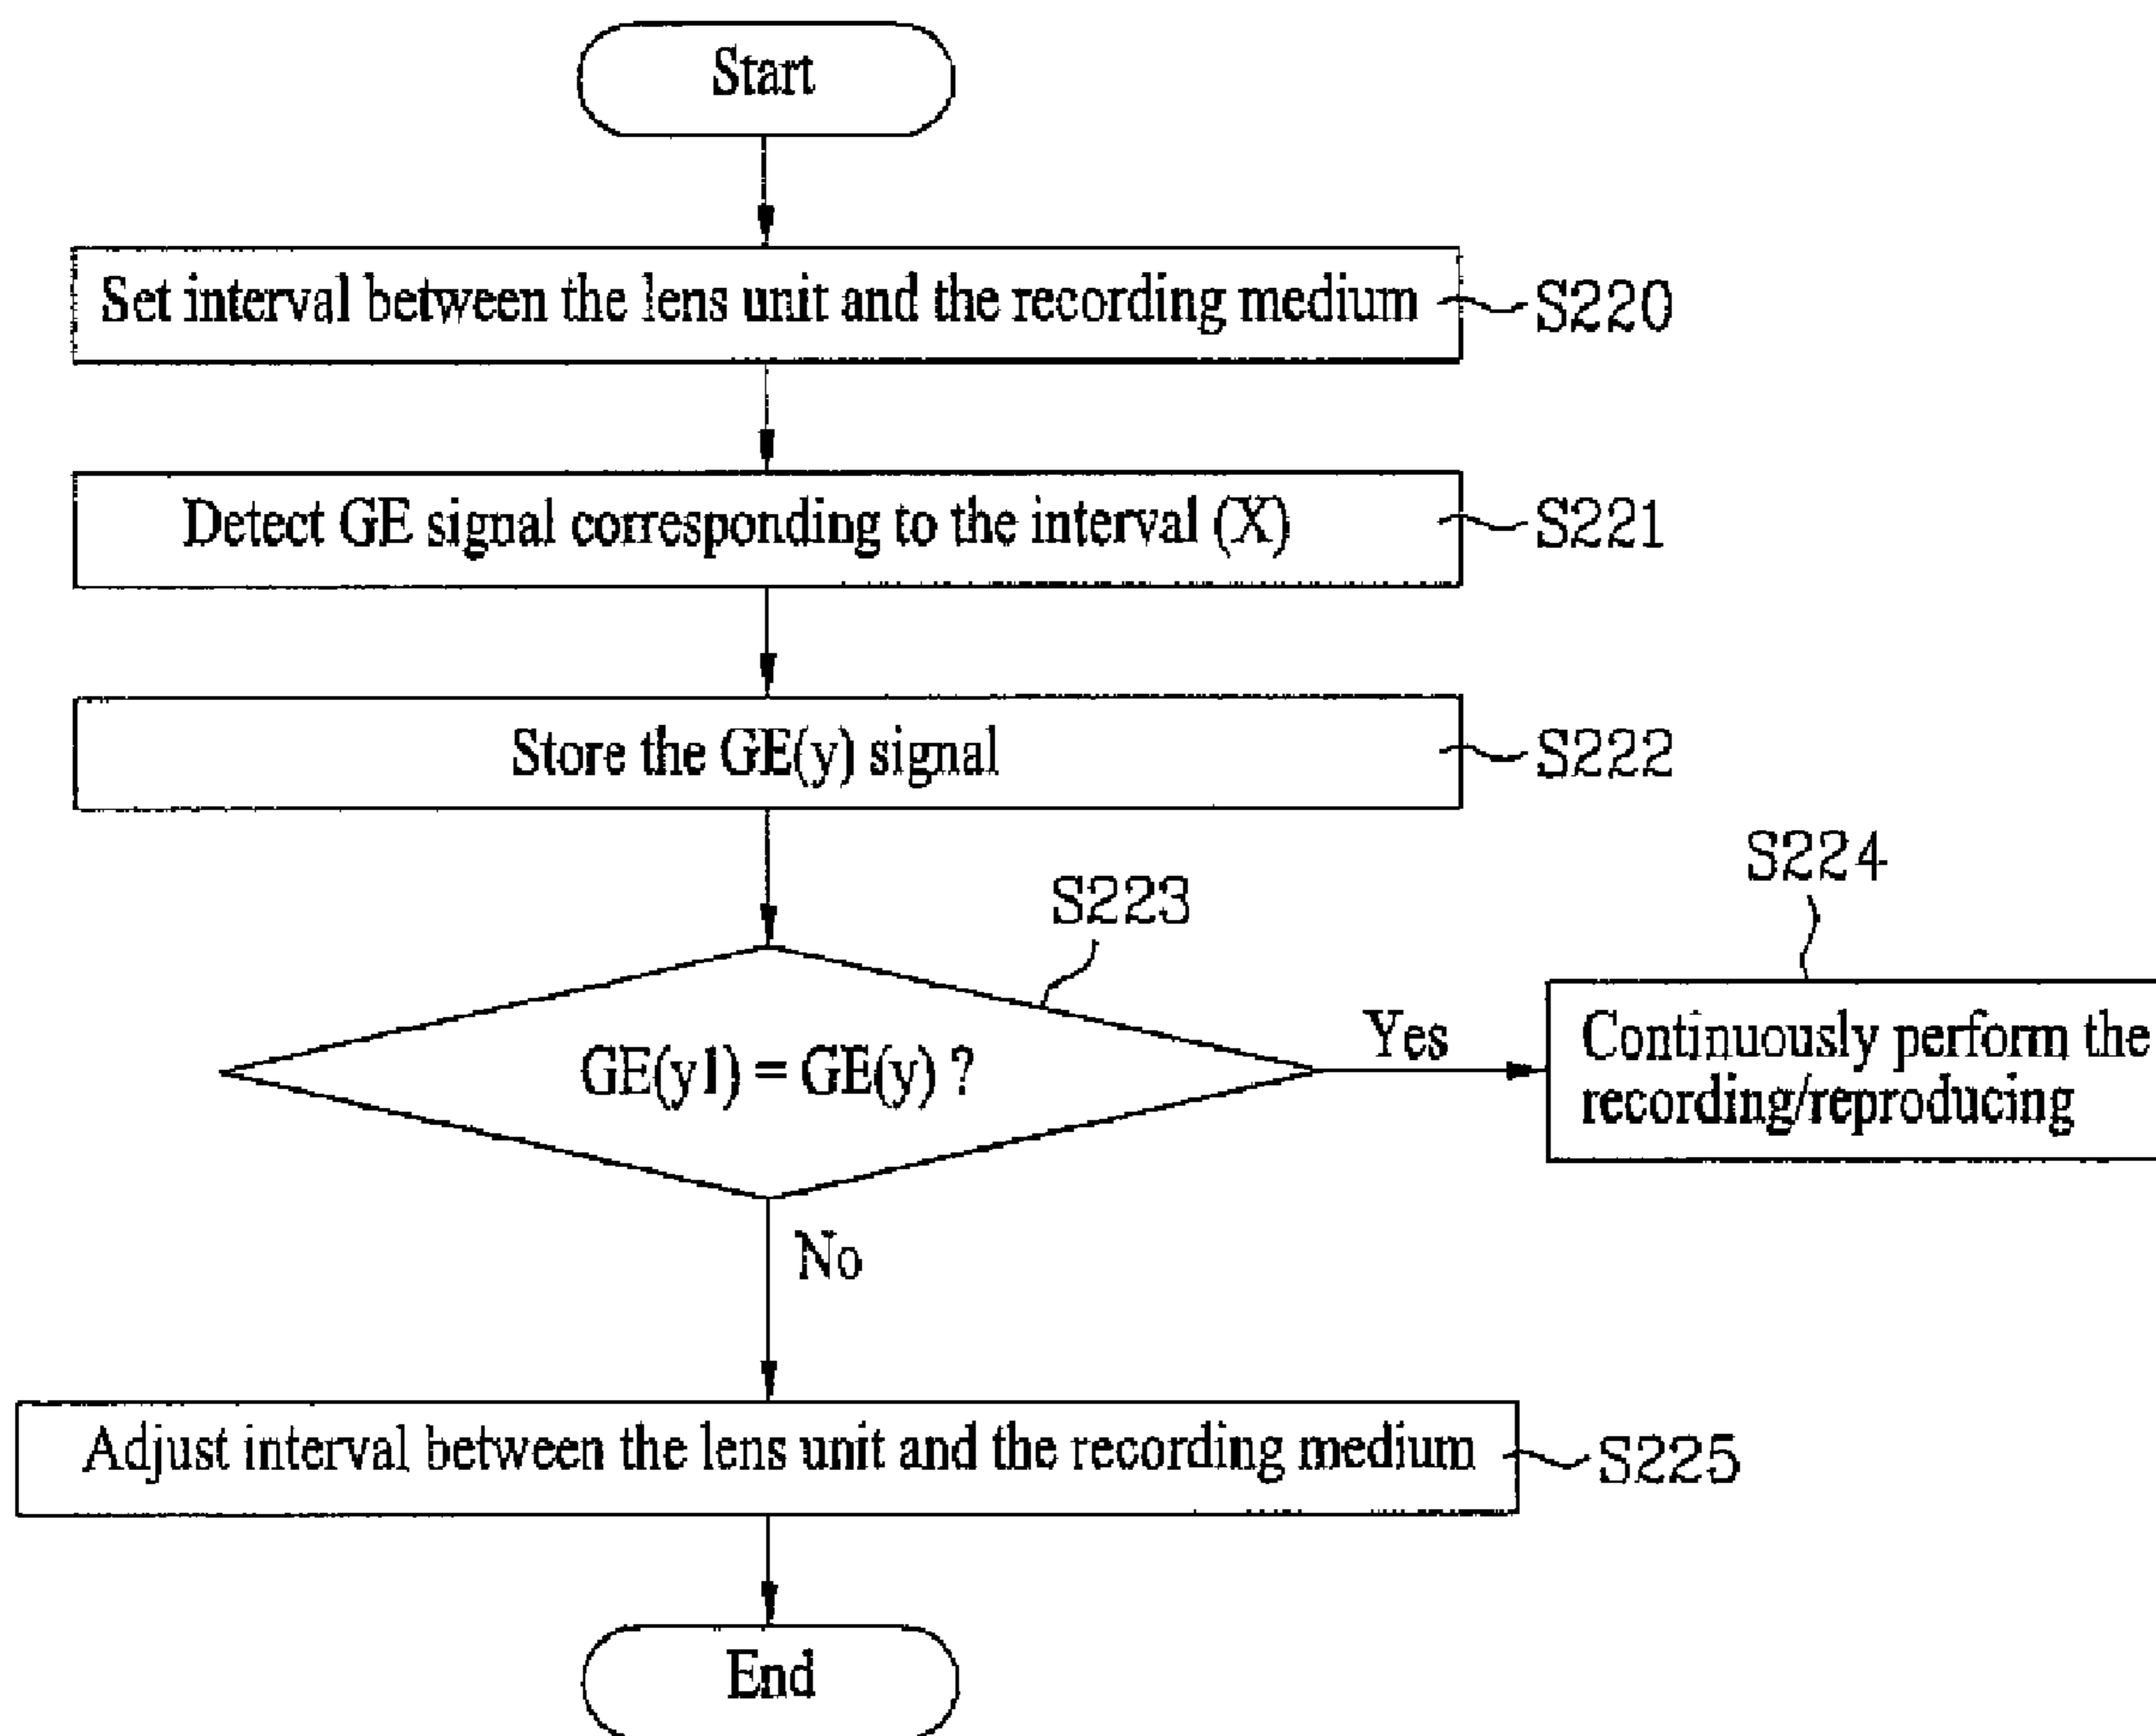 Start
Set interval between the lens unit and the recording medium
S220
Detect GE signal corresponding to the interval (X)
S221
Store the GE(y) signal
S222
S223
S224
GE(y1) = GE(y) ?
Yes
Continuously perform the
recording/reproducing
No
Adjust interval between the lens unit and the recording medium
S225
End